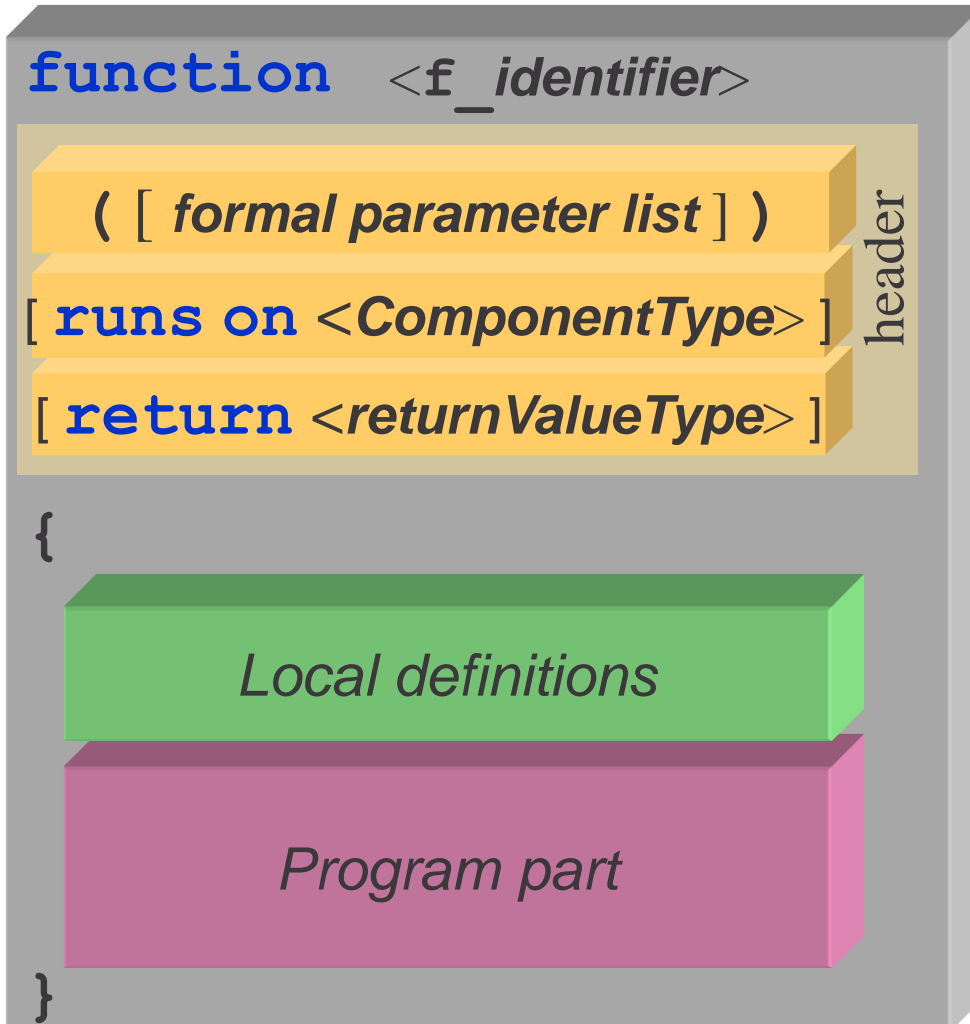 function <f_identifier>
( [ formal parameter list ] )
[ runs on <ComponentType> ]
[ return <returnValueType> ]
header
{
Local definitions
Program part
}